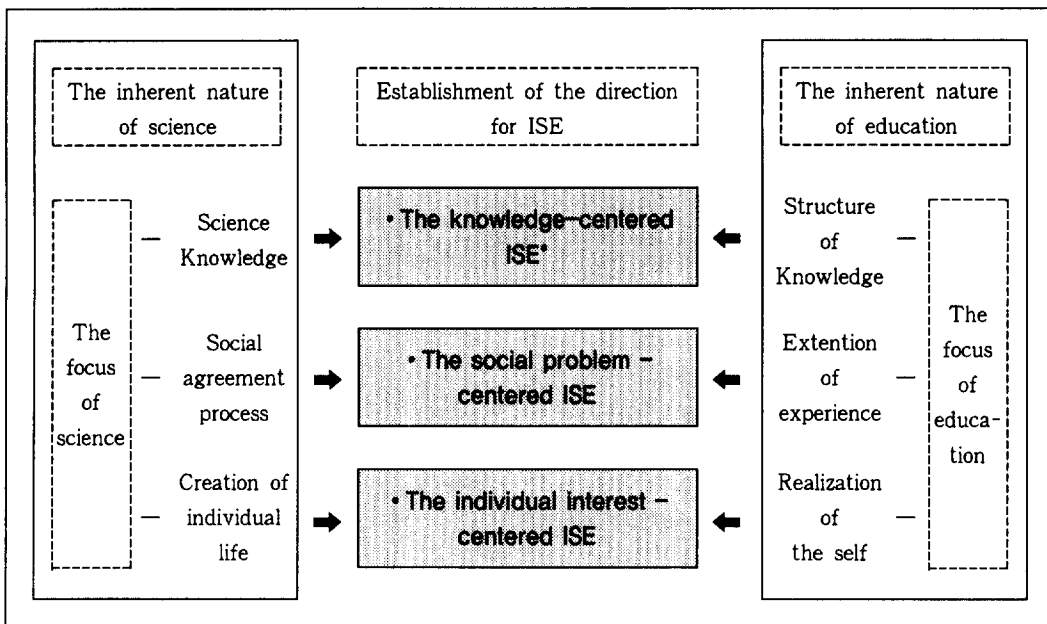 The inherent nature
of science
Establishment of the direction
for ISE
The inherent nature
of education
The
focus
of
science
Science
Knowledge
• The knowledge-centered
ISE*
Structure
of
Knowledge
Social
agreement
process
• The social problem -
centered ISE
Extention
of
experience
Creation of
individual
life
• The individual interest -
centered ISE
Realization
of
the self
The
focus
of
educa-
tion